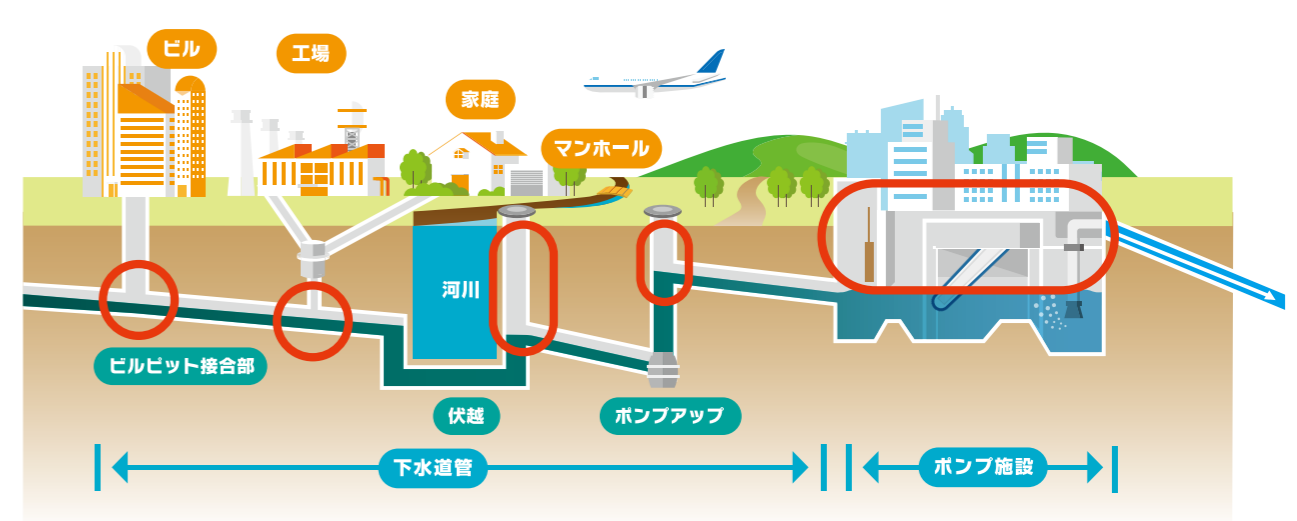 ビル
工場
家庭
マンホール
河川
ビルピット接合部
伏越
ポンプアップ
下水道管
ポンプ施設